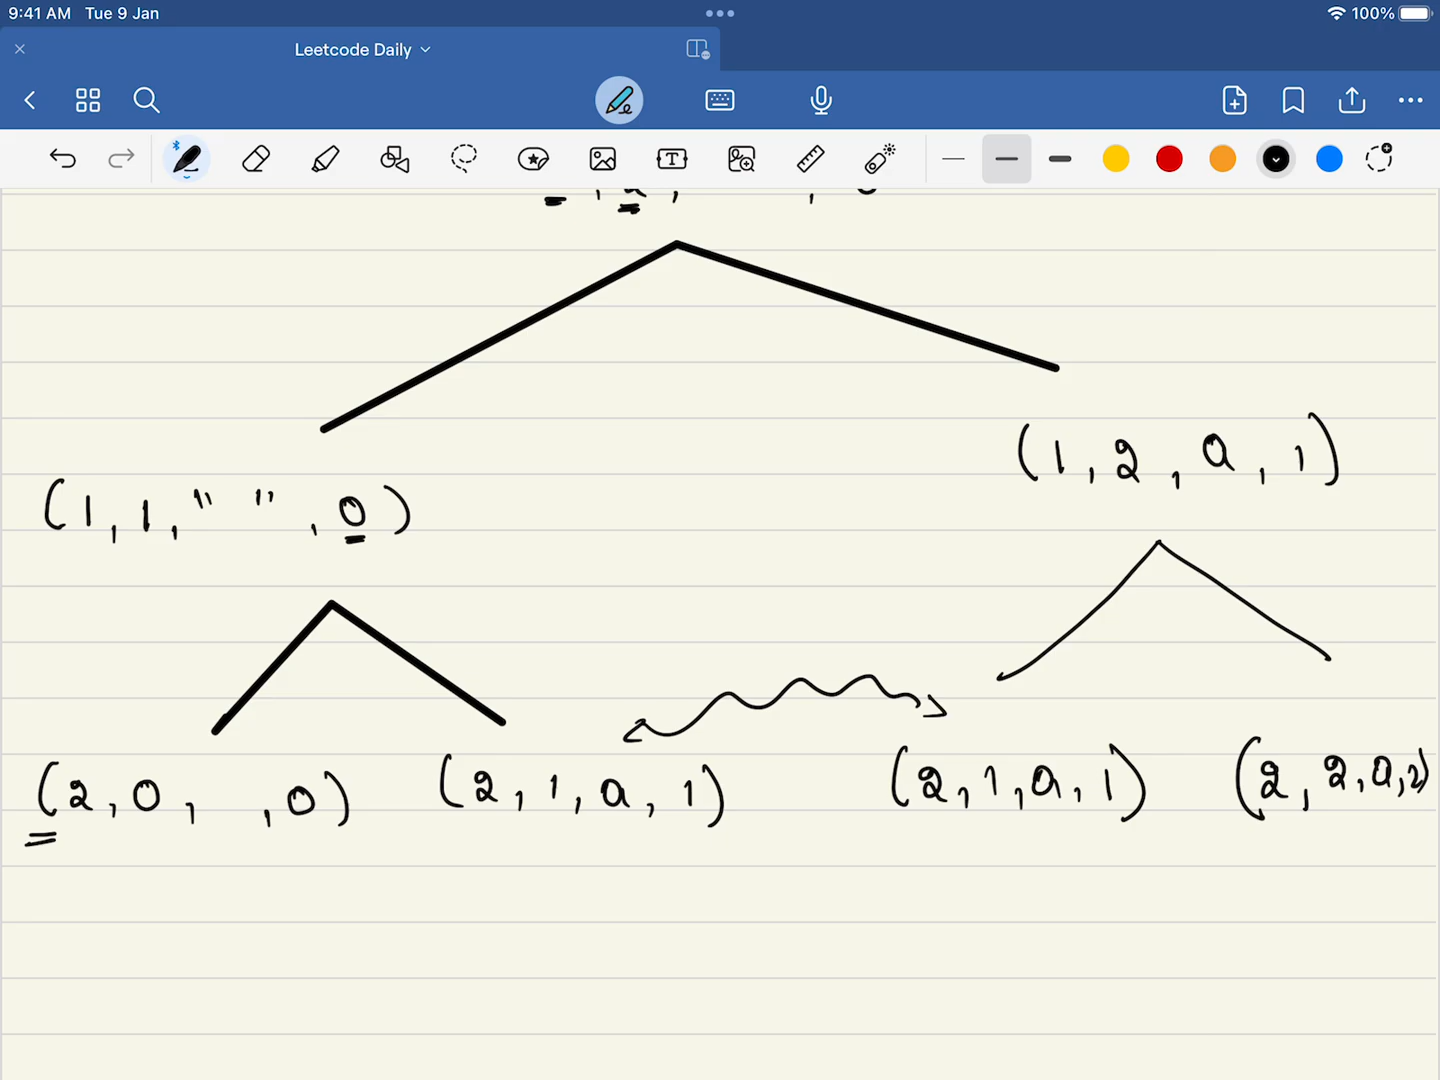 9:41 AM Tue 9 Jan
100%
Leetcode Daily
(1, 2, a, 1)
(1, 1, " ", 0)
(2, 0, , 0) (2, 1, a, 1) (2, 1, a, 1) (2, 2, a, 2)